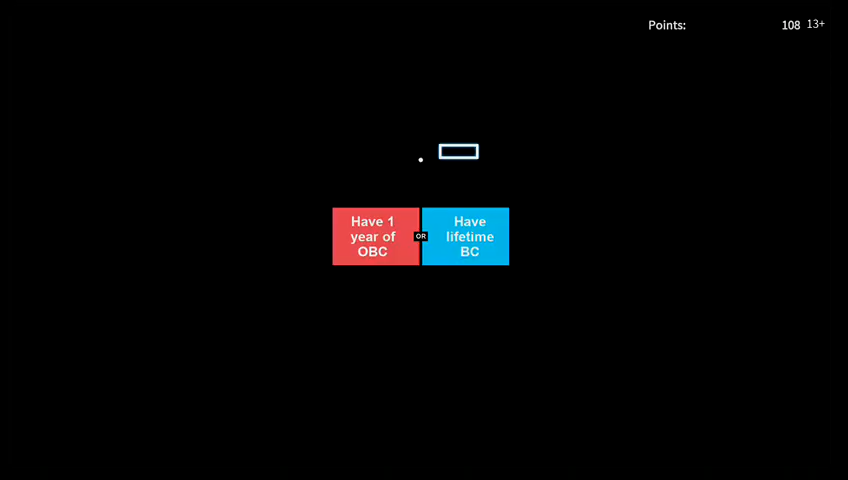 Points: 108 13+
Have 1
year of
OBC
OR
Have
lifetime
BC